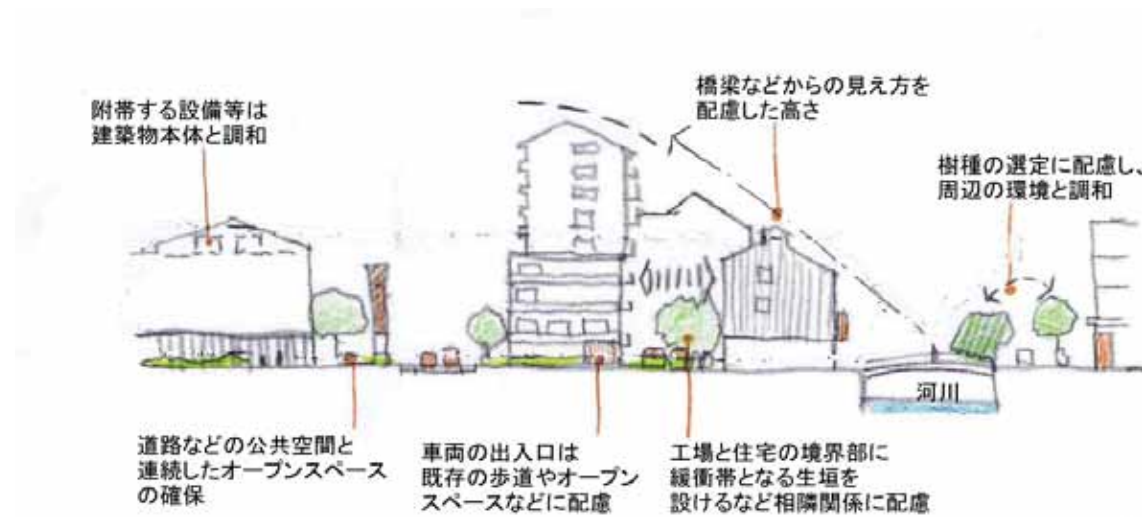 附帯する設備等は
建築物本体と調和
橋梁などからの見え方を
配慮した高さ
樹種の選定に配慮し、
周辺の環境と調和
河川
道路などの公共空間と
連続したオープンスペース
の確保
車両の出入口は
既存の歩道やオープン
スペースなどに配慮
工場と住宅の境界部に
緩衝帯となる生垣を
設けるなど相隣関係に配慮